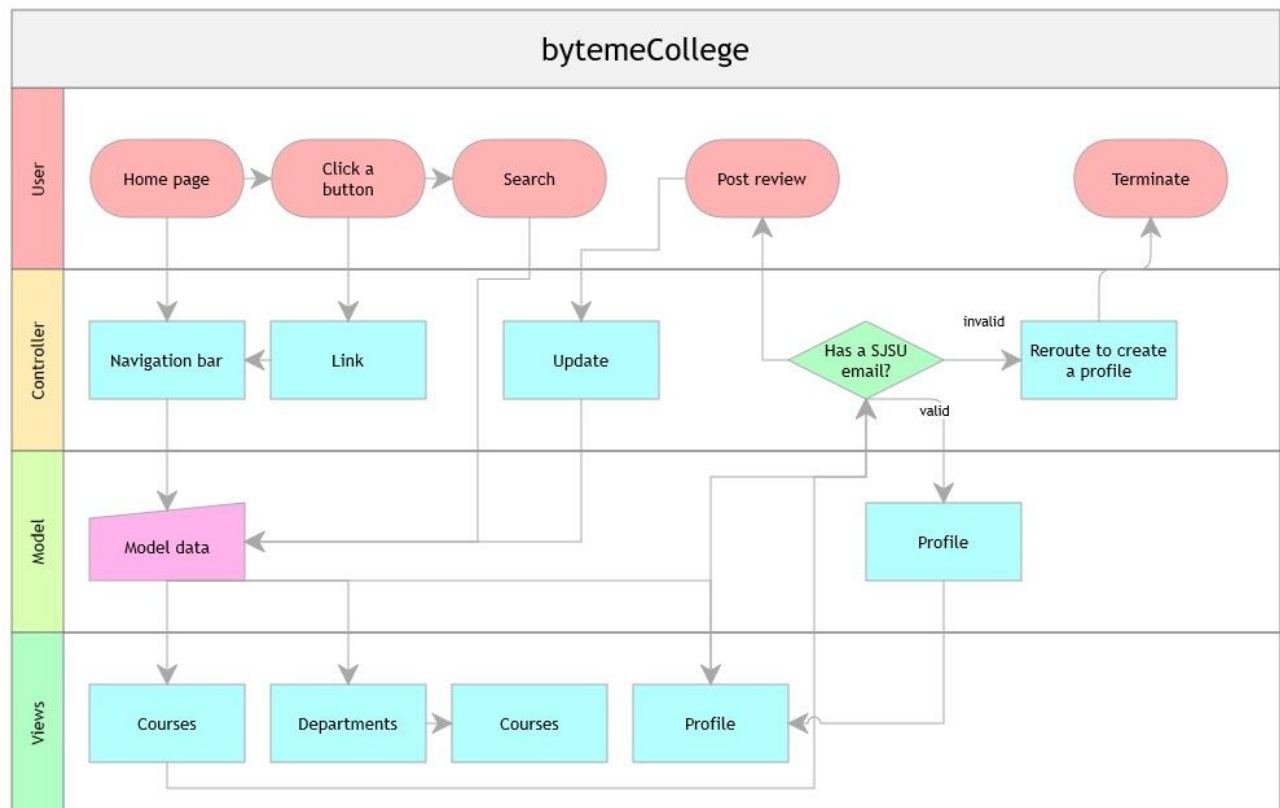 bytemeCollege
User
Home page
Click a
button
Search
Post review
Terminate
Controller
Navigation bar
Link
Update
Has a SJSU
email?
invalid
valid
Reroute to create
a profile
Model
Model data
Profile
Views
Courses
Departments
Courses
Profile